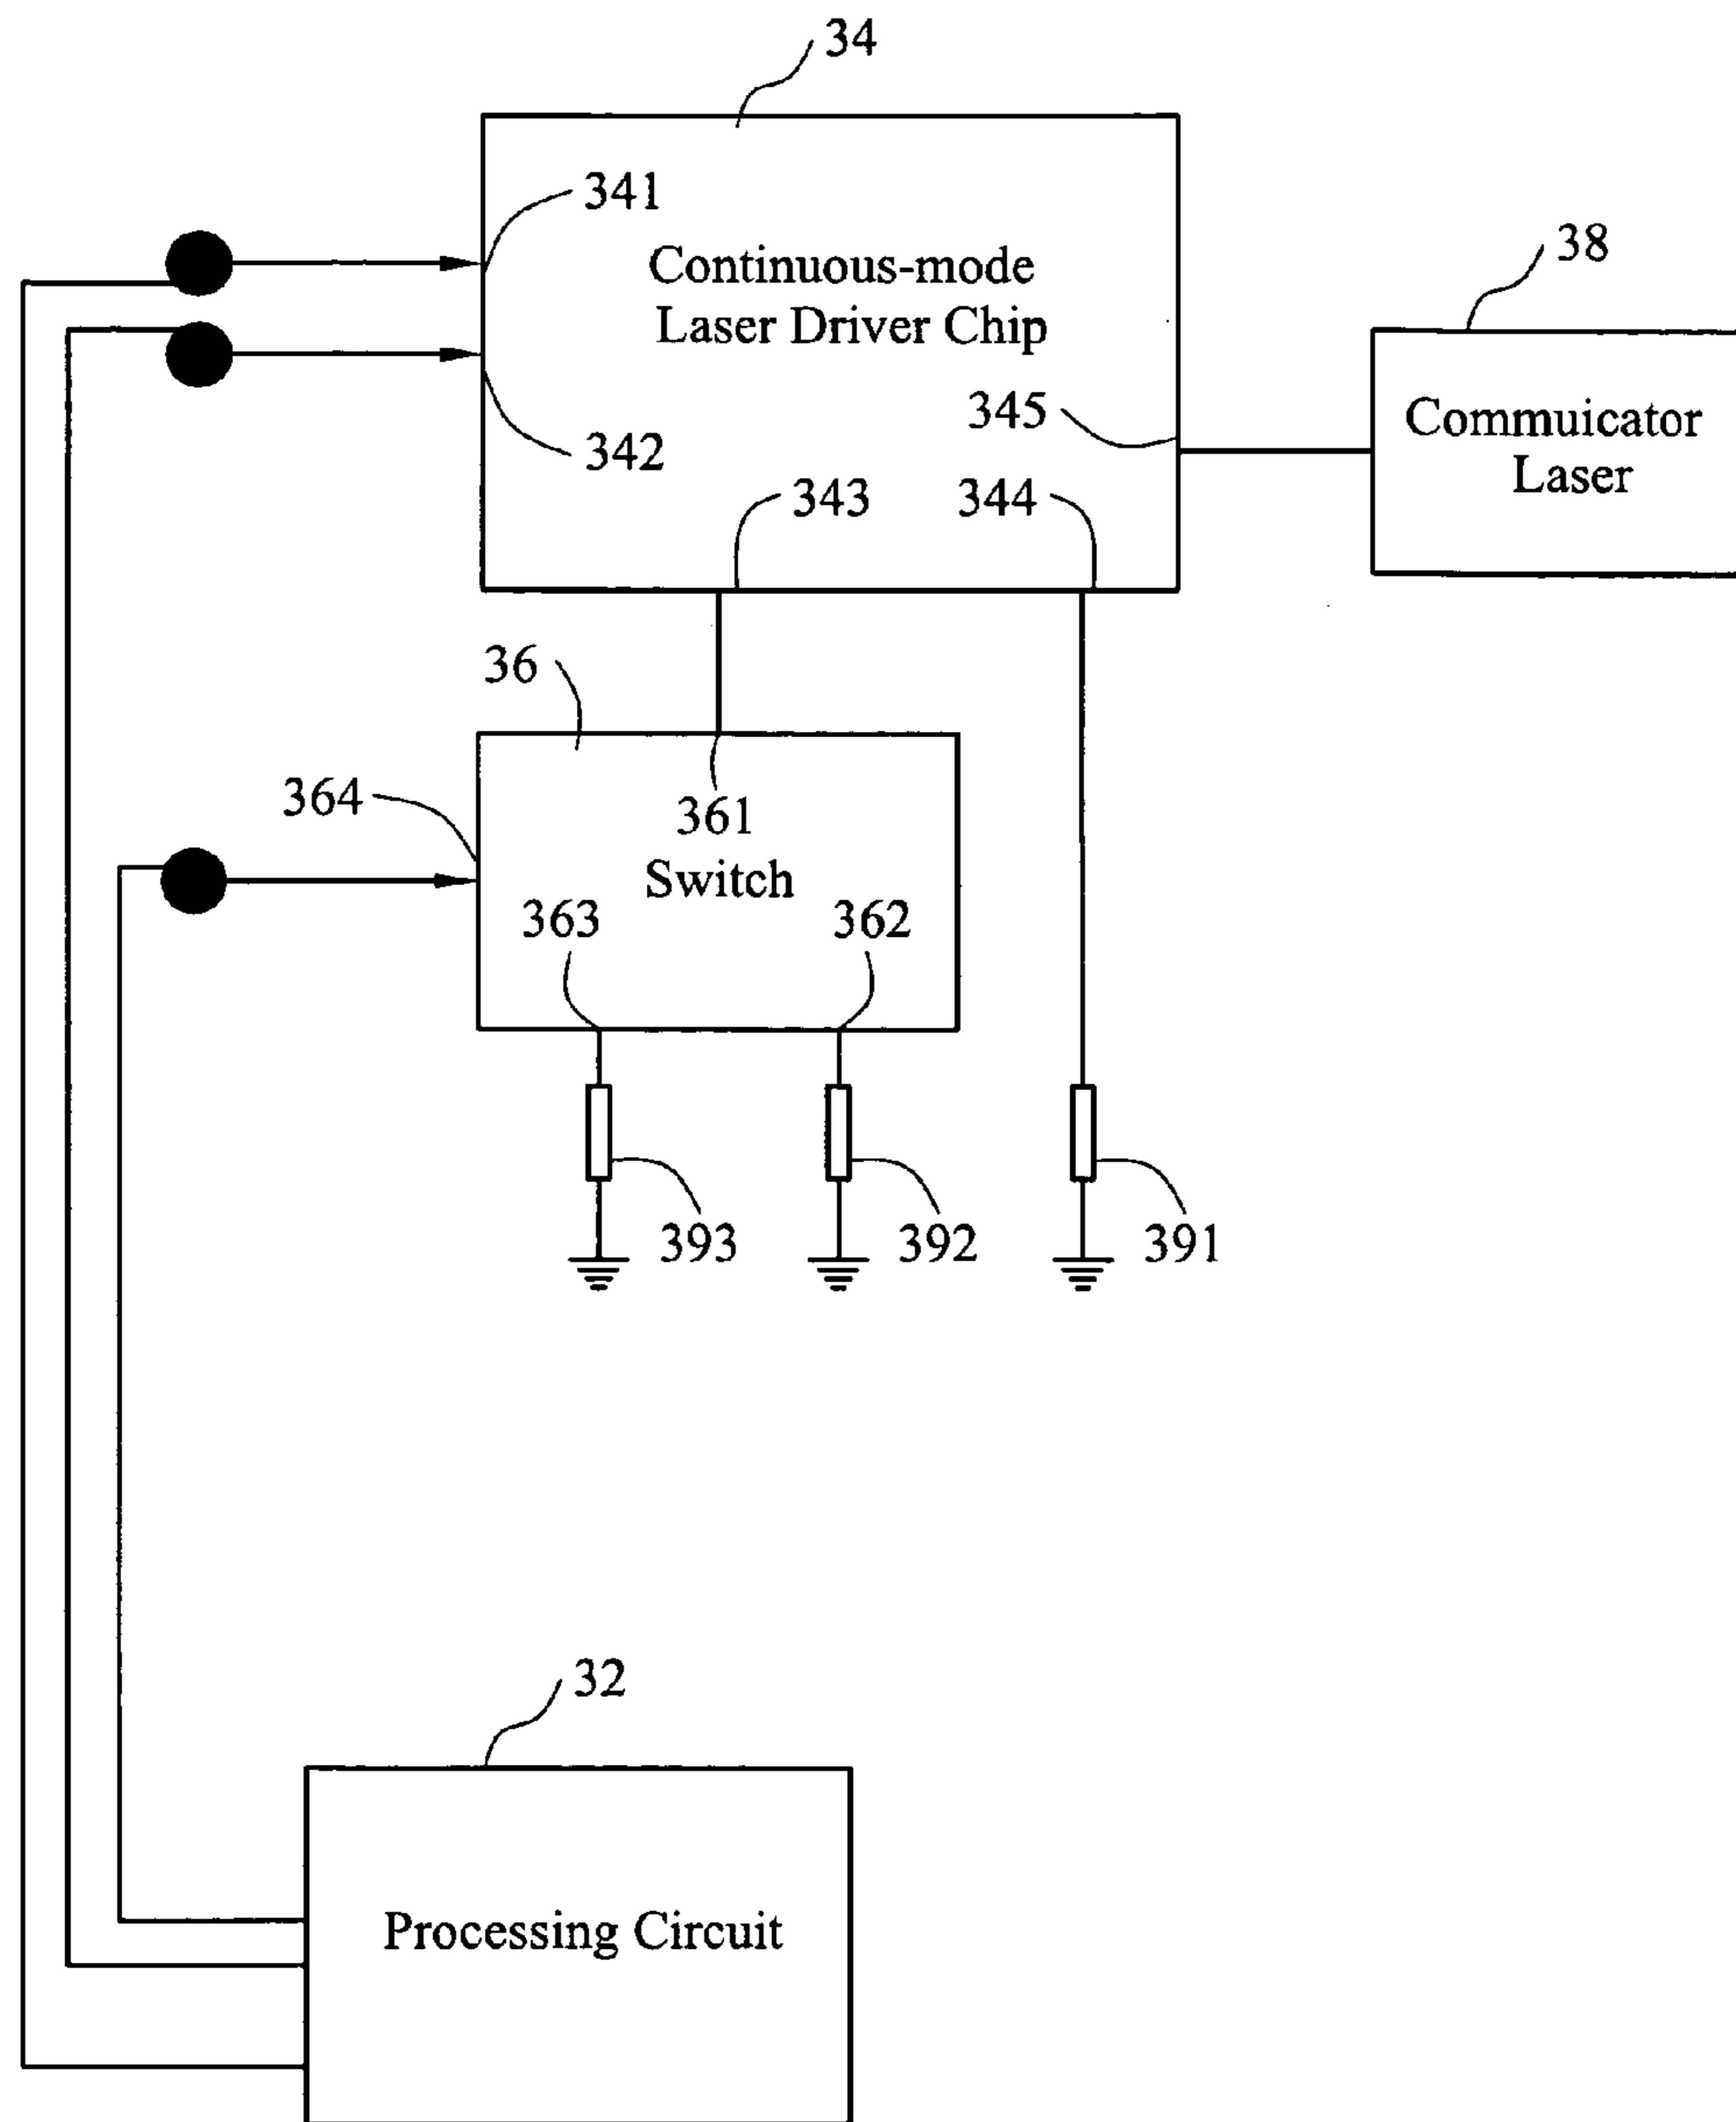 34
341
Continuous-mode
Laser Driver Chip
38
345
Commuicator
Laser
342
343
344
36
364
361
Switch
363
362
393
392
391
32
Processing Circuit